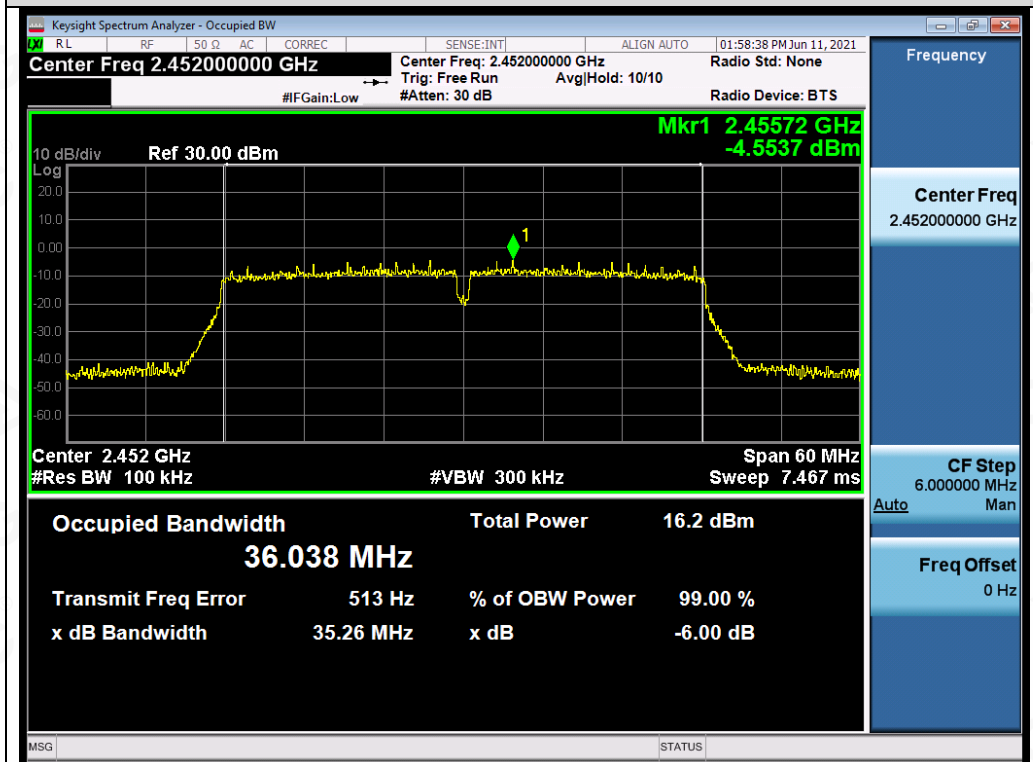 Keysight Spectrum Analyzer - Occupied BW
LXI RL RF 50 Ω AC CORREC SENSE:INT ALIGN AUTO 01:58:38 PM Jun 11, 2021
Center Freq 2.452000000 GHz Center Freq: 2.452000000 GHz Radio Std: None
Trig: Free Run Avg|Hold: 10/10
#IFGain:Low #Atten: 30 dB Radio Device: BTS
Mkr1 2.45572 GHz
10 dB/div Ref 30.00 dBm -4.5537 dBm
Log
20.0
10.0
0.00
1
-10.0
-20.0
-30.0
-40.0
-50.0
-60.0
Center 2.452 GHz Span 60 MHz
#Res BW 100 kHz #VBW 300 kHz Sweep 7.467 ms
Occupied Bandwidth Total Power 16.2 dBm
36.038 MHz
Transmit Freq Error 513 Hz % of OBW Power 99.00 %
x dB Bandwidth 35.26 MHz x dB -6.00 dB
Frequency
Center Freq
2.452000000 GHz
CF Step
6.000000 MHz
Auto Man
Freq Offset
0 Hz
MSG STATUS